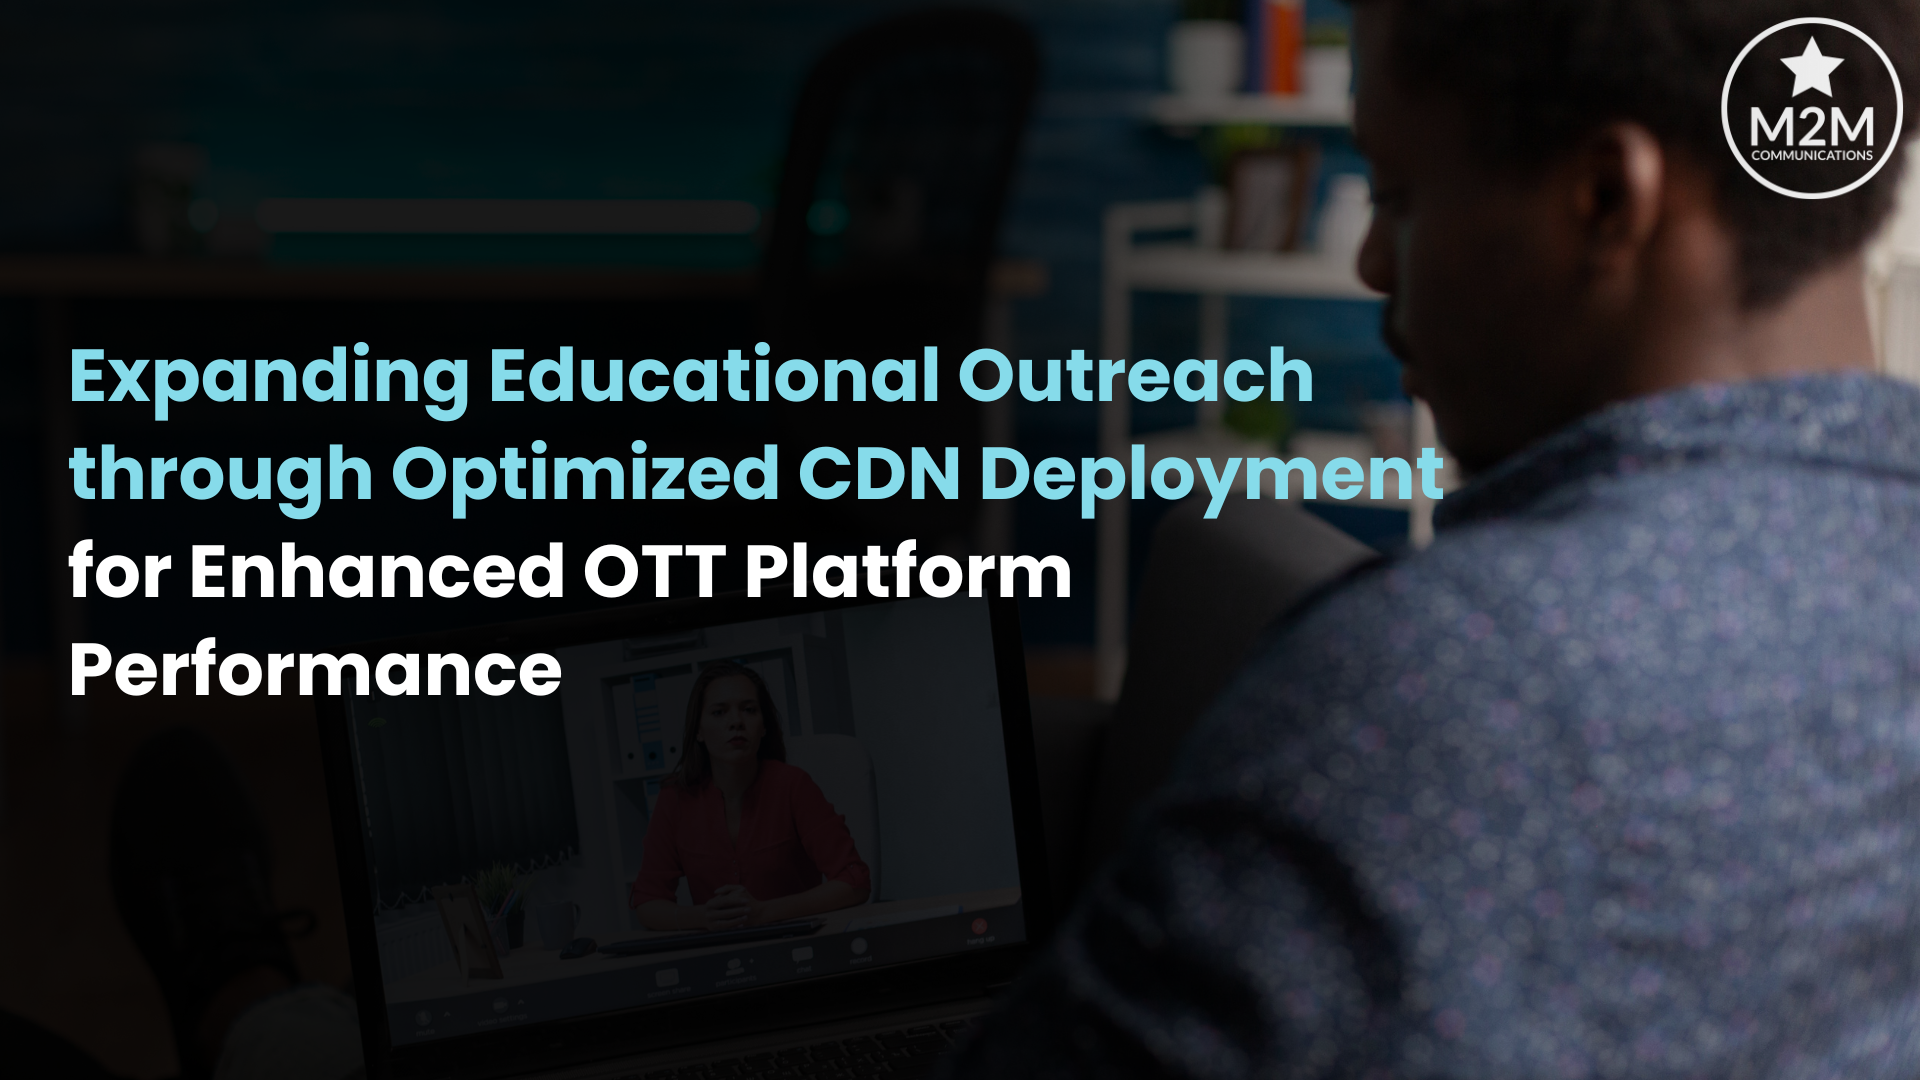 M2M
COMMUNICATIONS
Expanding Educational Outreach
through Optimized CDN Deployment
for Enhanced OTT Platform
Performance